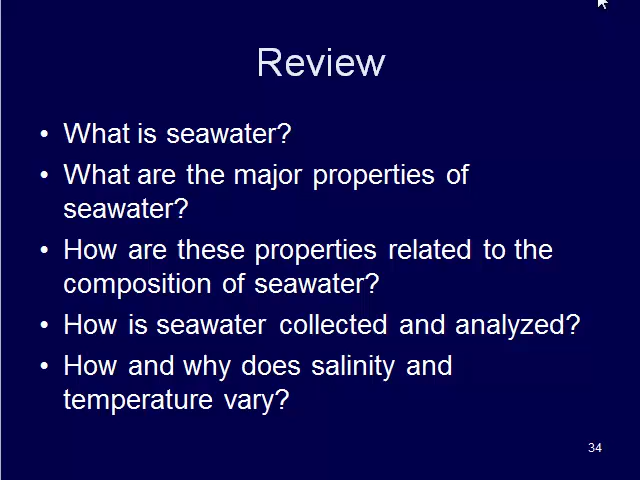 Review
• What is seawater?
• What are the major properties of
seawater?
• How are these properties related to the
composition of seawater?
• How is seawater collected and analyzed?
• How and why does salinity and
temperature vary?
34